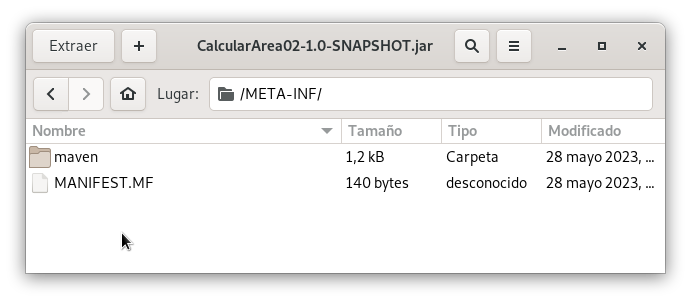 Extraer + CalcularArea02-1.0-SNAPSHOT.jar
Lugar: /META-INF/
Nombre Tamaño Tipo Modificado
maven 1,2 kB Carpeta 28 mayo 2023, ...
MANIFEST.MF 140 bytes desconocido 28 mayo 2023, ...